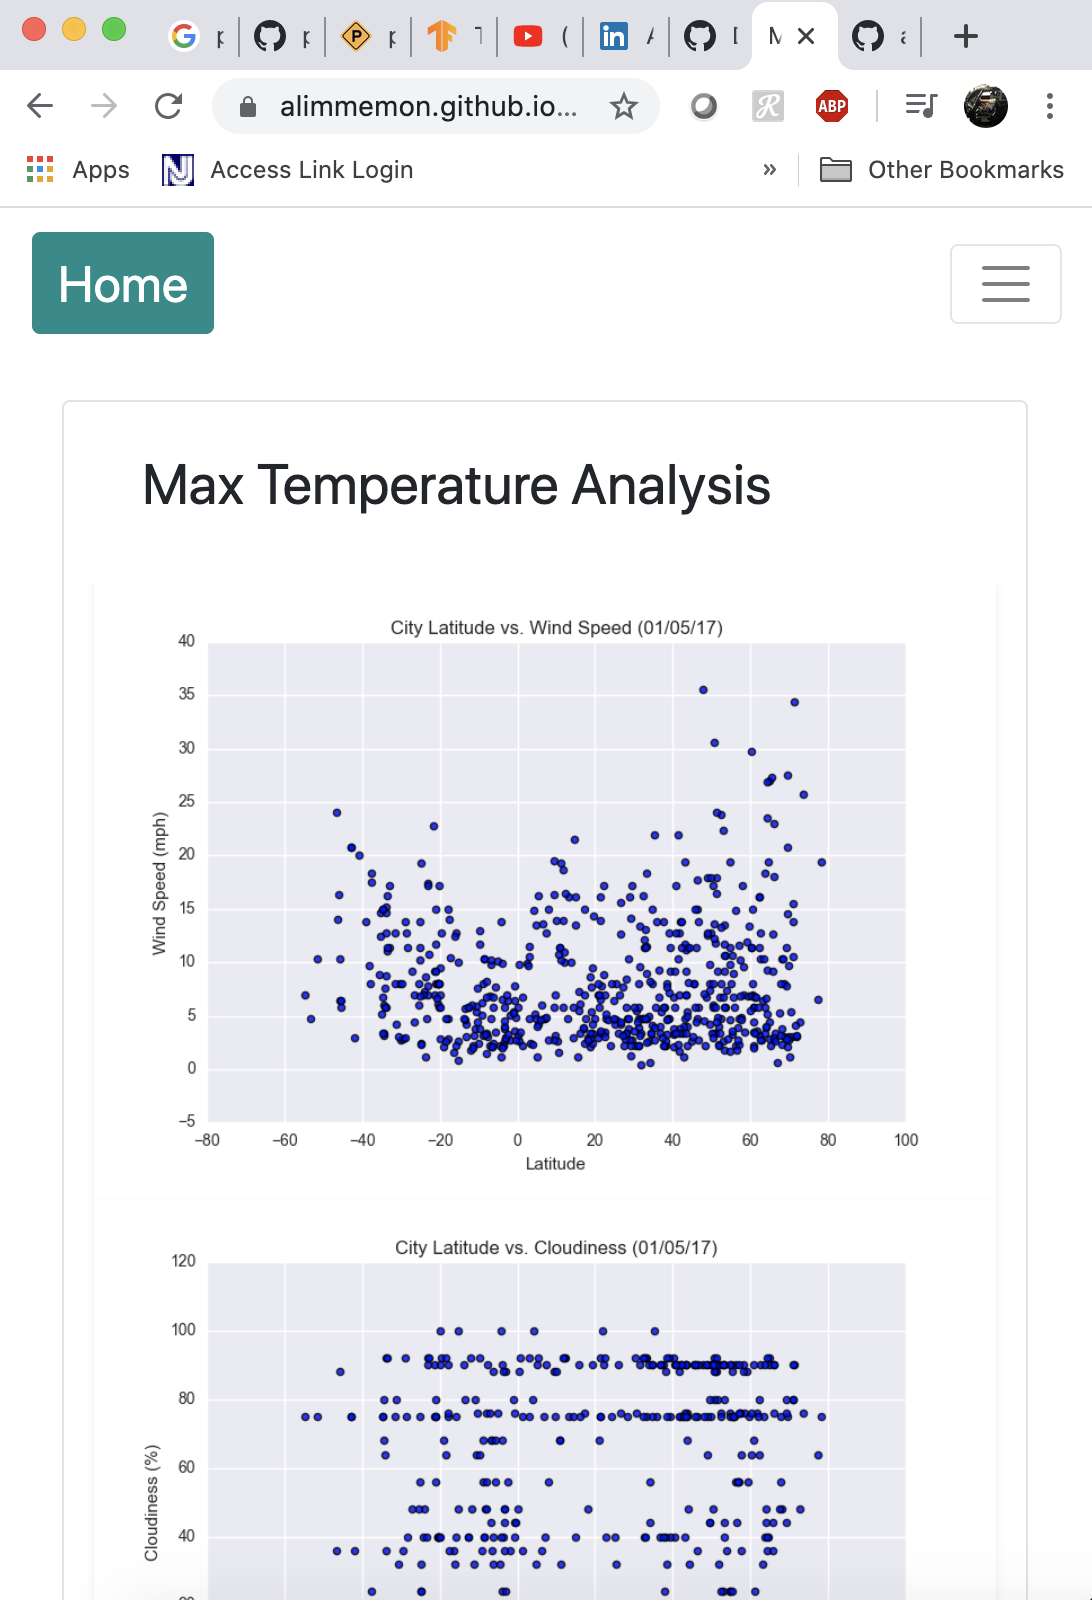 p
p
P
p
T
(
in
A
M
alimmemon.github.io...
R
ABP
Apps
Access Link Login
»
Other Bookmarks
Home
Max Temperature Analysis
City Latitude vs. Wind Speed (01/05/17)
40
35
30
25
20
15
10
5
0
−5
Wind Speed (mph)
−80 −60 −40 −20 0 20 40 60 80 100
Latitude
City Latitude vs. Cloudiness (01/05/17)
120
100
80
60
40
Cloudiness (%)